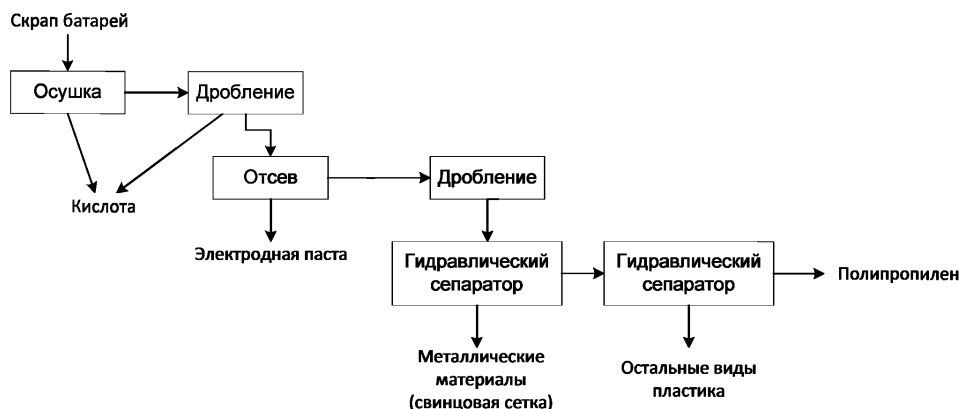 Скрап батарей
Осушка
Дробление
Кислота
Отсев
Дробление
Электродная паста
Гидравлический
сепаратор
Гидравлический
сепаратор
Полипропилен
Металлические
материалы
(свинцовая сетка)
Остальные виды
пластика